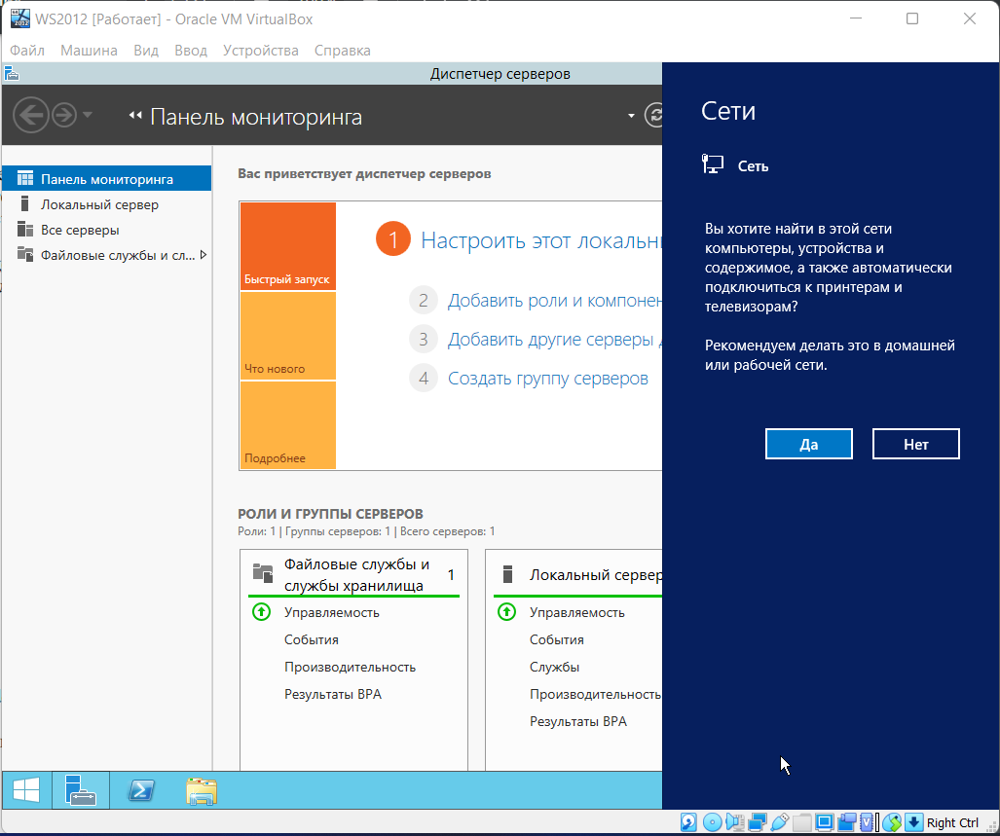 WS2012 [Работает] - Oracle VM VirtualBox
Файл Машина Вид Ввод Устройства Справка
Диспетчер серверов
Панель мониторинга
Панель мониторинга
Локальный сервер
Все серверы
Файловые службы и сл...
Вас приветствует диспетчер серверов
Быстрый запуск
Что нового
Подробнее
1 Настроить этот локальн
2 Добавить роли и компонен
3 Добавить другие серверы д
4 Создать группу серверов
РОЛИ И ГРУППЫ СЕРВЕРОВ
Роли: 1 | Группы серверов: 1 | Всего серверов: 1
Файловые службы и
службы хранилища
1
Управляемость
События
Производительность
Результаты BPA
Локальный сервер
Управляемость
События
Службы
Производительность
Результаты BPA
Сети
Сеть
Вы хотите найти в этой сети
компьютеры, устройства и
содержимое, а также автоматически
подключиться к принтерам и
телевизорам?
Рекомендуем делать это в домашней
или рабочей сети.
Да
Нет
Right Ctrl